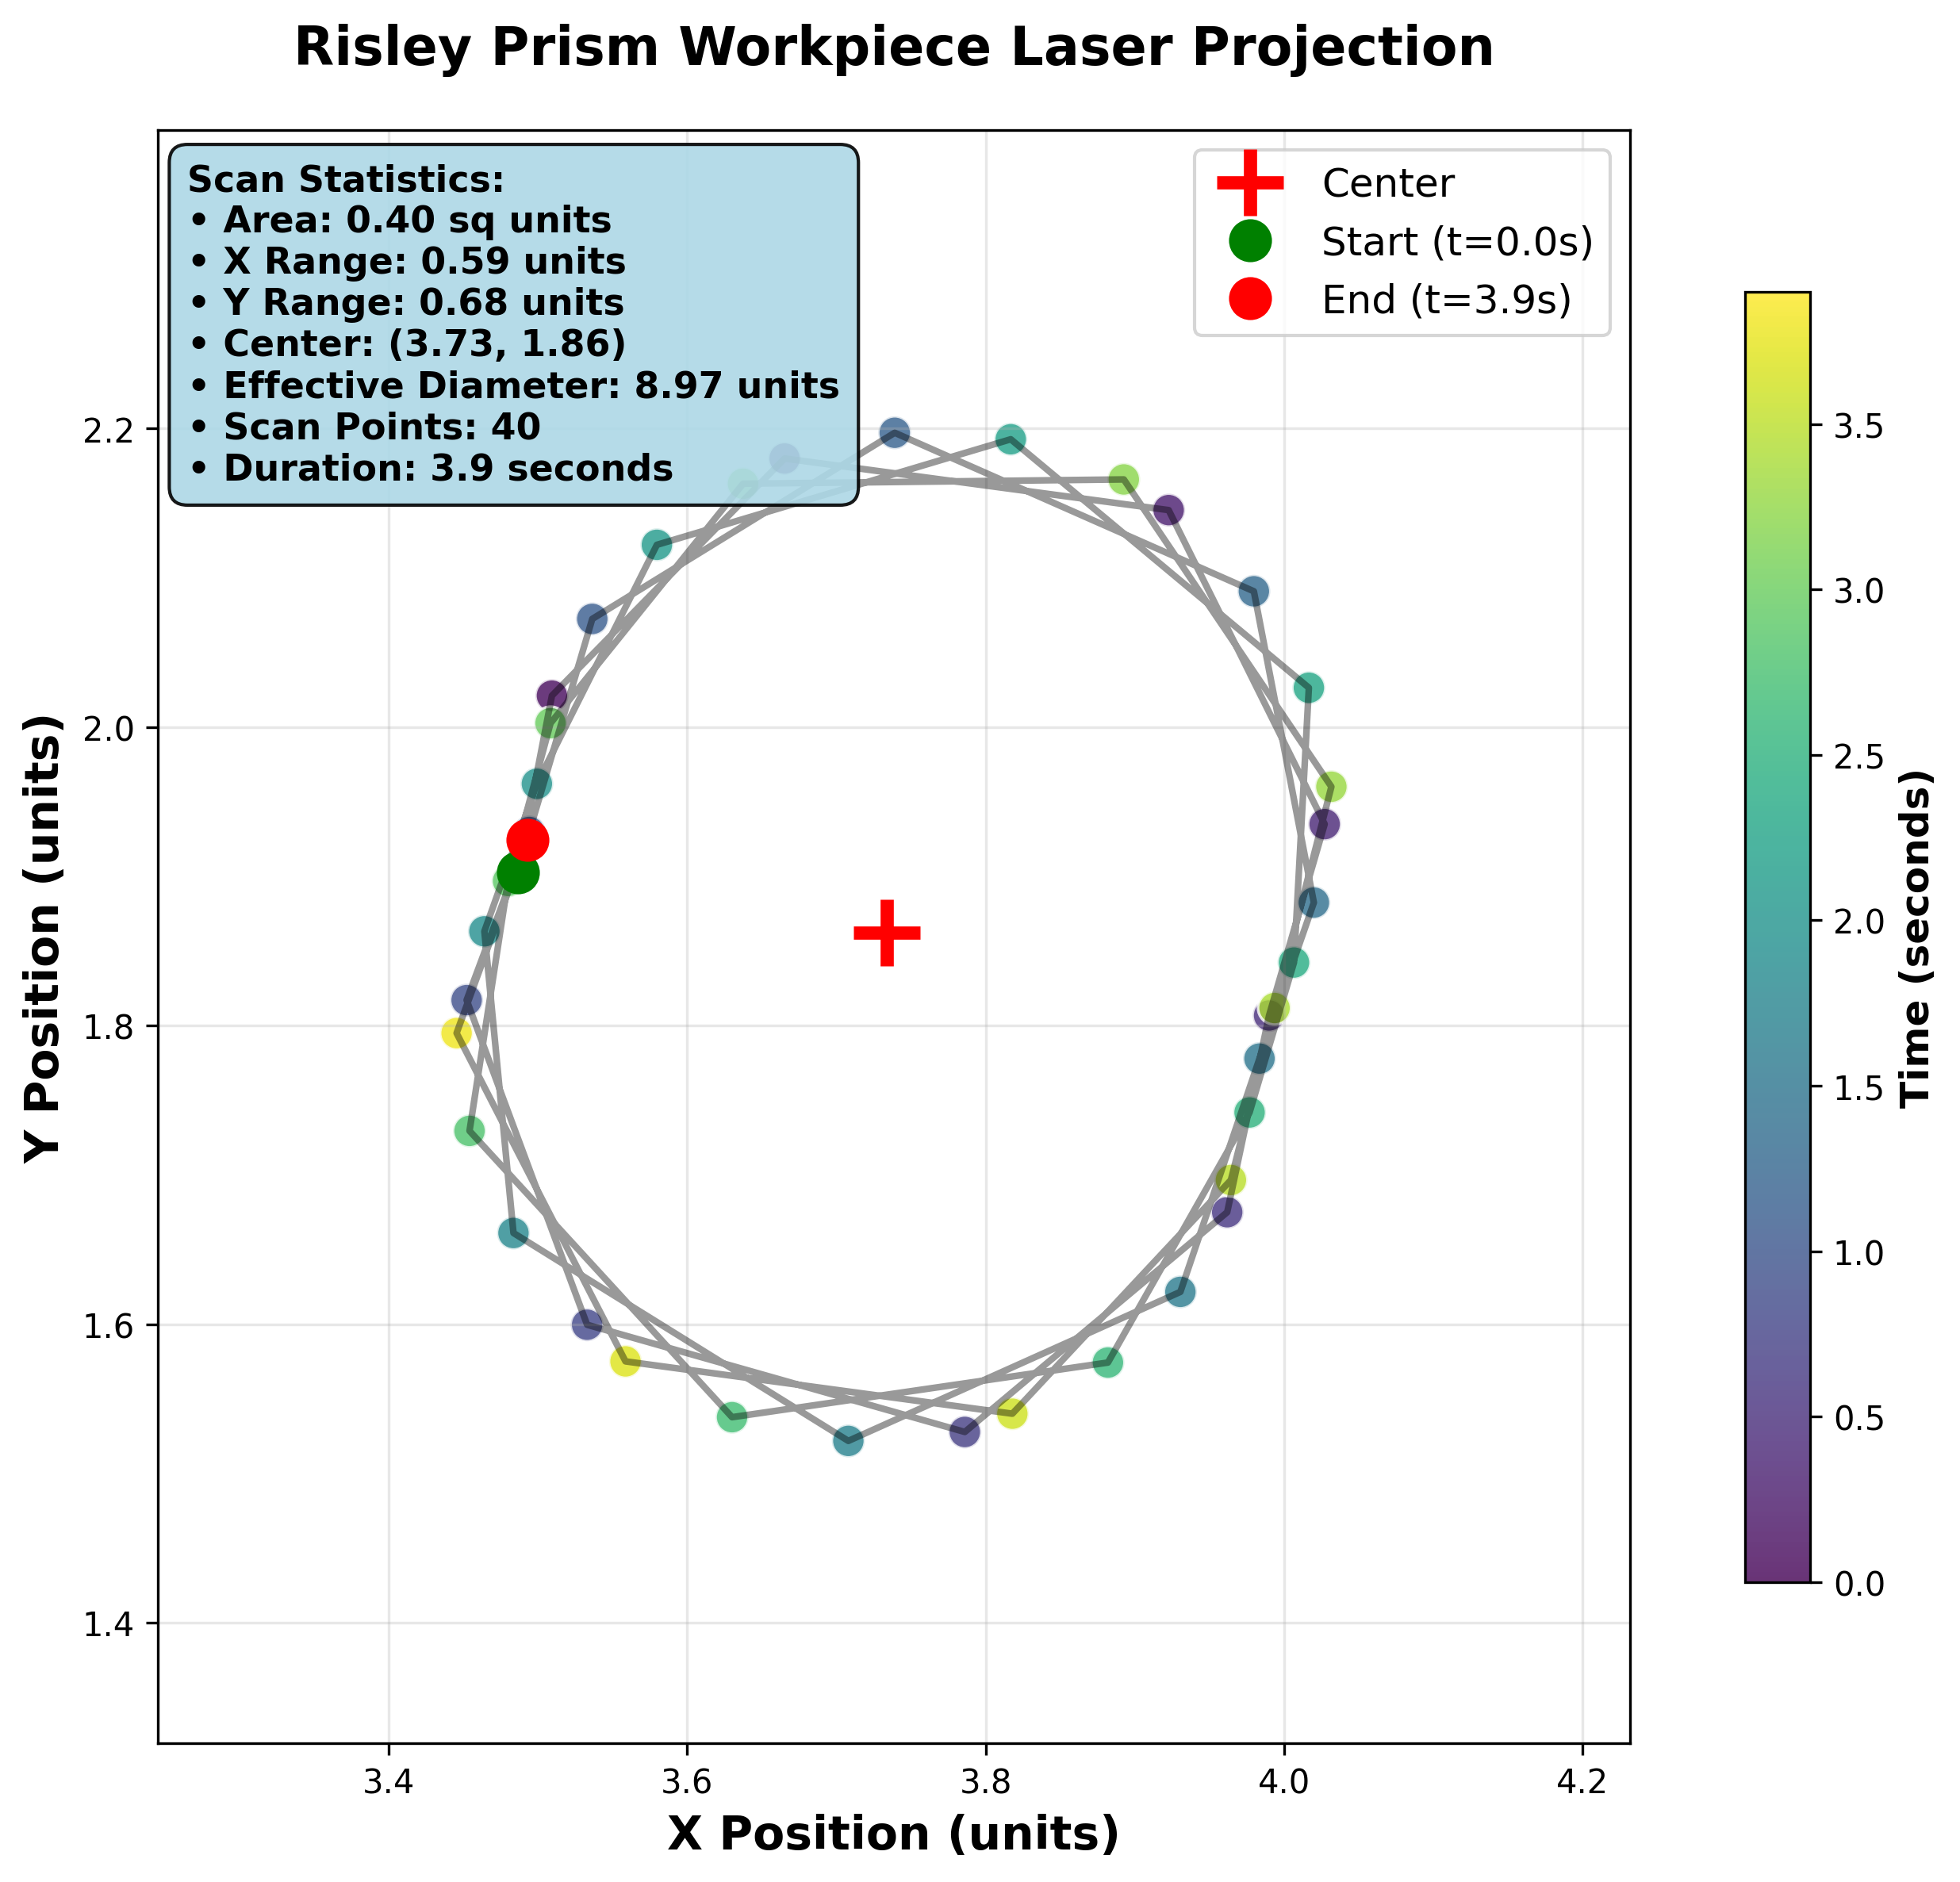 Risley Prism Workpiece Laser Projection
Scan Statistics:
• Area: 0.40 sq units
• X Range: 0.59 units
• Y Range: 0.68 units
• Center: (3.73, 1.86)
• Effective Diameter: 8.97 units
• Scan Points: 40
• Duration: 3.9 seconds
Center
Start (t=0.0s)
End (t=3.9s)
Y Position (units)
2.2
2.0
1.8
1.6
1.4
3.4
3.6
3.8
4.0
4.2
X Position (units)
3.5
3.0
2.5
2.0
1.5
1.0
0.5
0.0
Time (seconds)